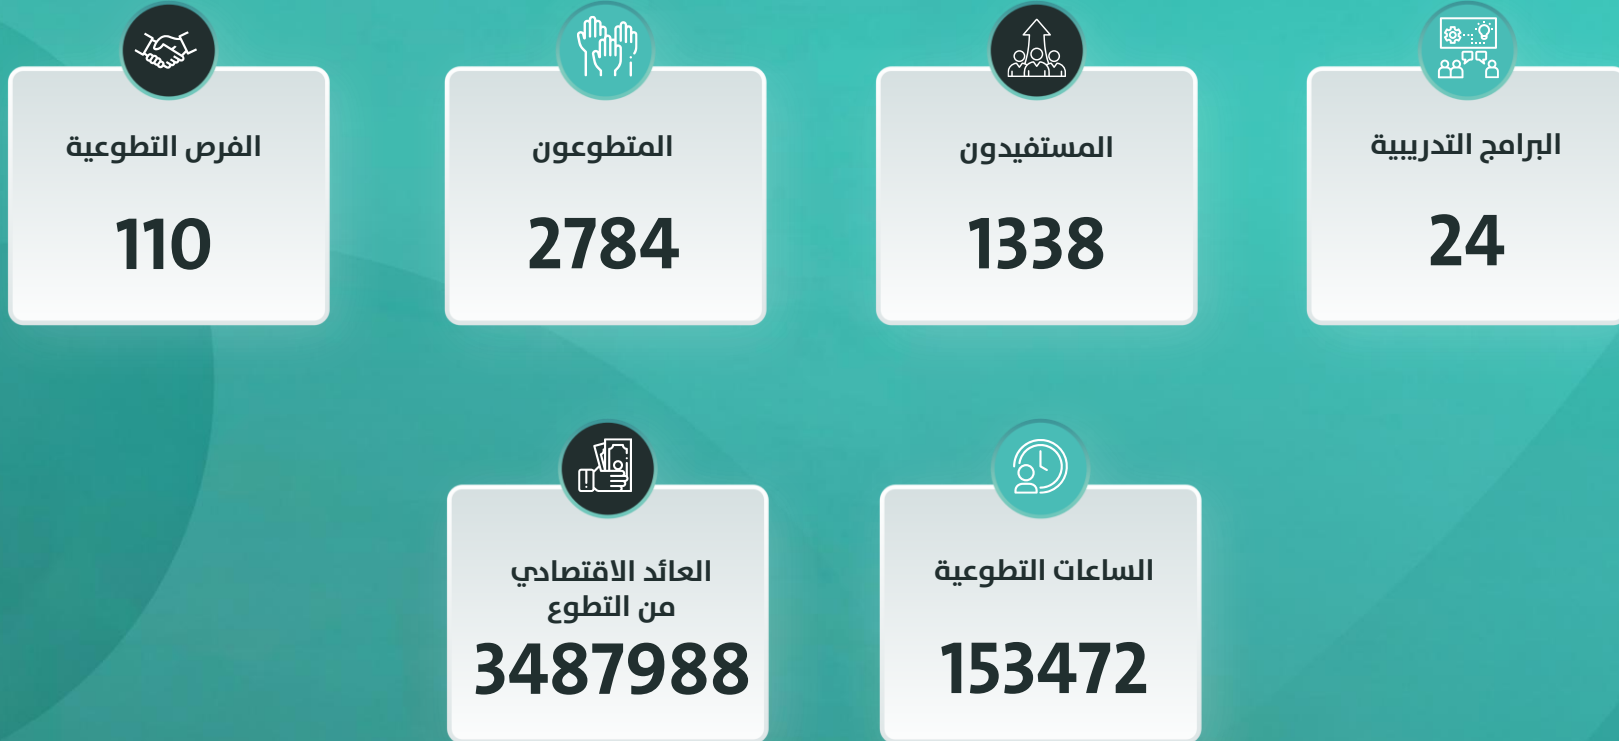 البرامج التدريبية
24
المستفيدون
1338
المتطوعون
2784
الفرص التطوعية
110
الساعات التطوعية
153472
العائد الاقتصادي
من التطوع
3487988